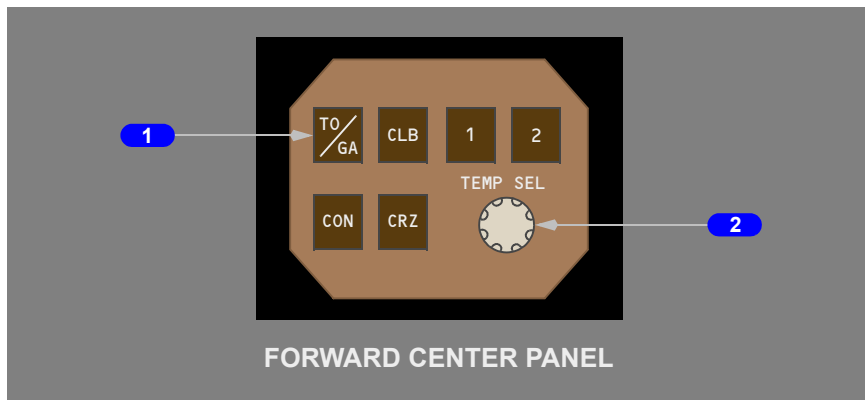 TO/GA CLB 1 2
1
TEMP SEL
CON CRZ
2
FORWARD CENTER PANEL